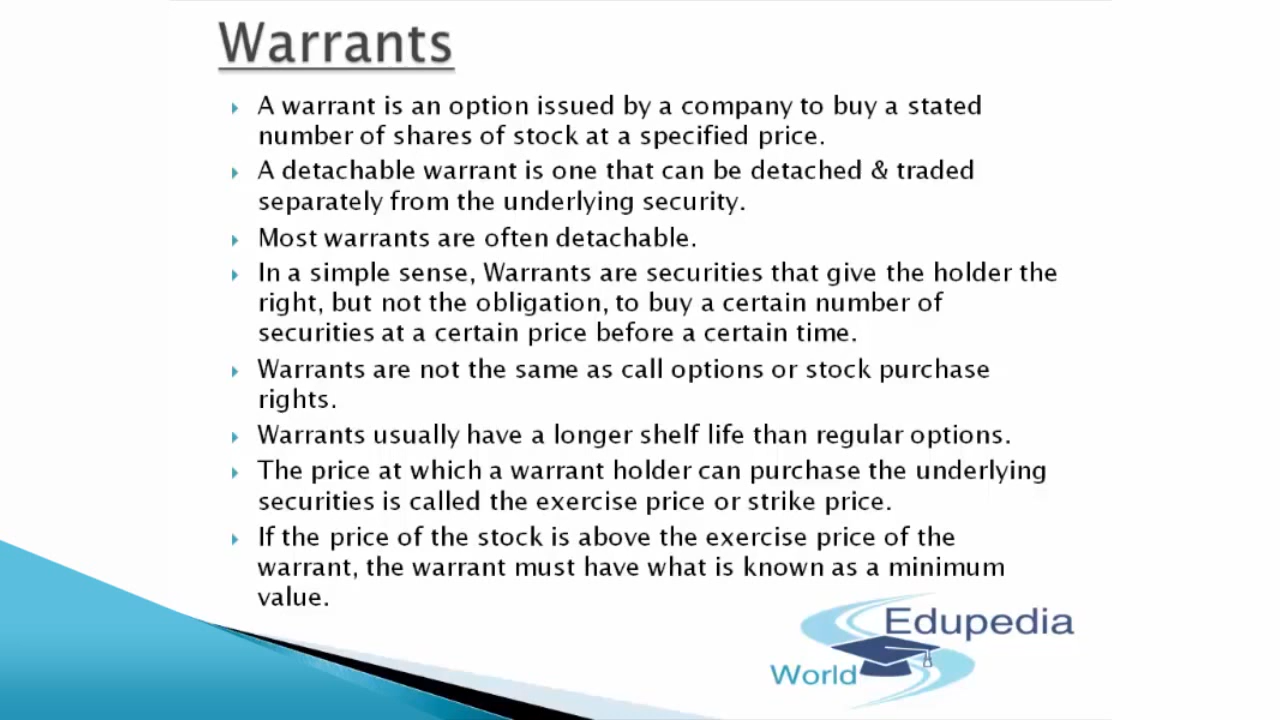 Warrants
A warrant is an option issued by a company to buy a stated
number of shares of stock at a specified price.
A detachable warrant is one that can be detached & traded
separately from the underlying security.
Most warrants are often detachable.
In a simple sense, Warrants are securities that give the holder the
right, but not the obligation, to buy a certain number of
securities at a certain price before a certain time.
Warrants are not the same as call options or stock purchase
rights.
Warrants usually have a longer shelf life than regular options.
The price at which a warrant holder can purchase the underlying
securities is called the exercise price or strike price.
If the price of the stock is above the exercise price of the
warrant, the warrant must have what is known as a minimum
value.
Edupedia
World